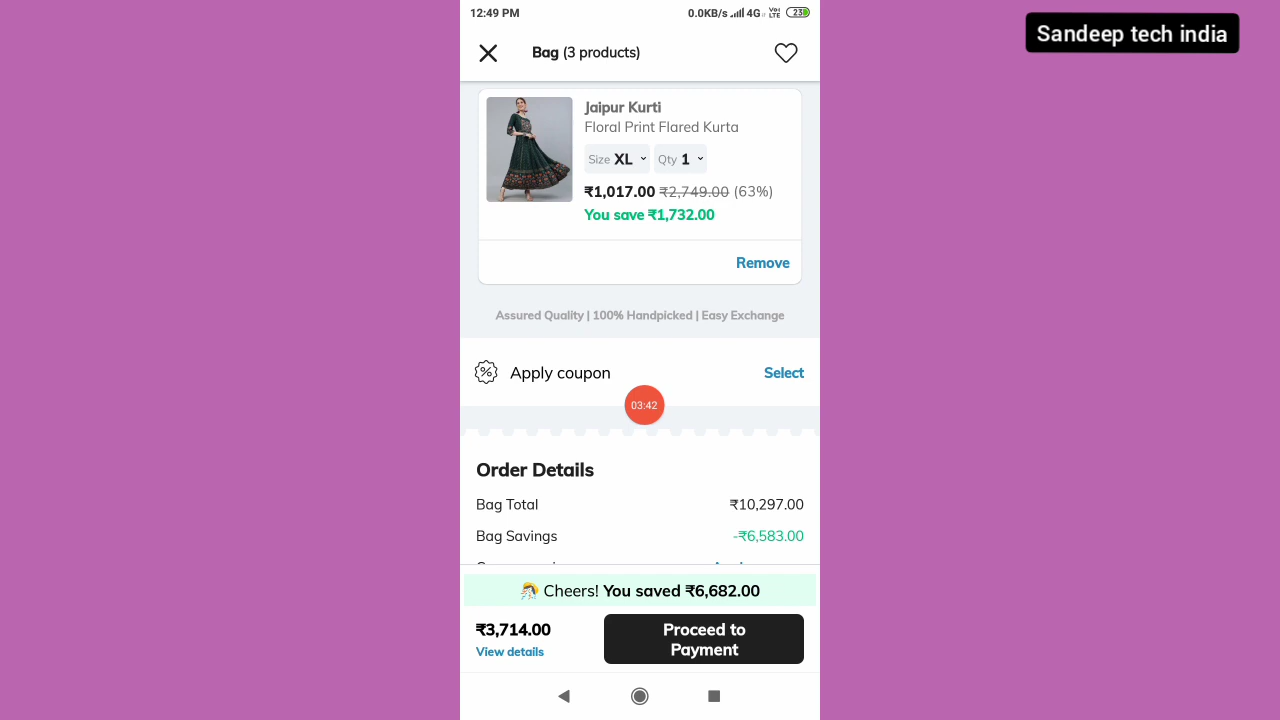 12:49 PM
0.0KB/s 4G Vo) LTE 23
Sandeep tech india
Bag (3 products)
Jaipur Kurti
Floral Print Flared Kurta
Size XL Qty 1
₹1,017.00 ₹2,749.00 (63%)
You save ₹1,732.00
Remove
Assured Quality | 100% Handpicked | Easy Exchange
% Apply coupon Select
03:42
Order Details
Bag Total ₹10,297.00
Bag Savings -₹6,583.00
Cheers! You saved ₹6,682.00
₹3,714.00
View details
Proceed to
Payment